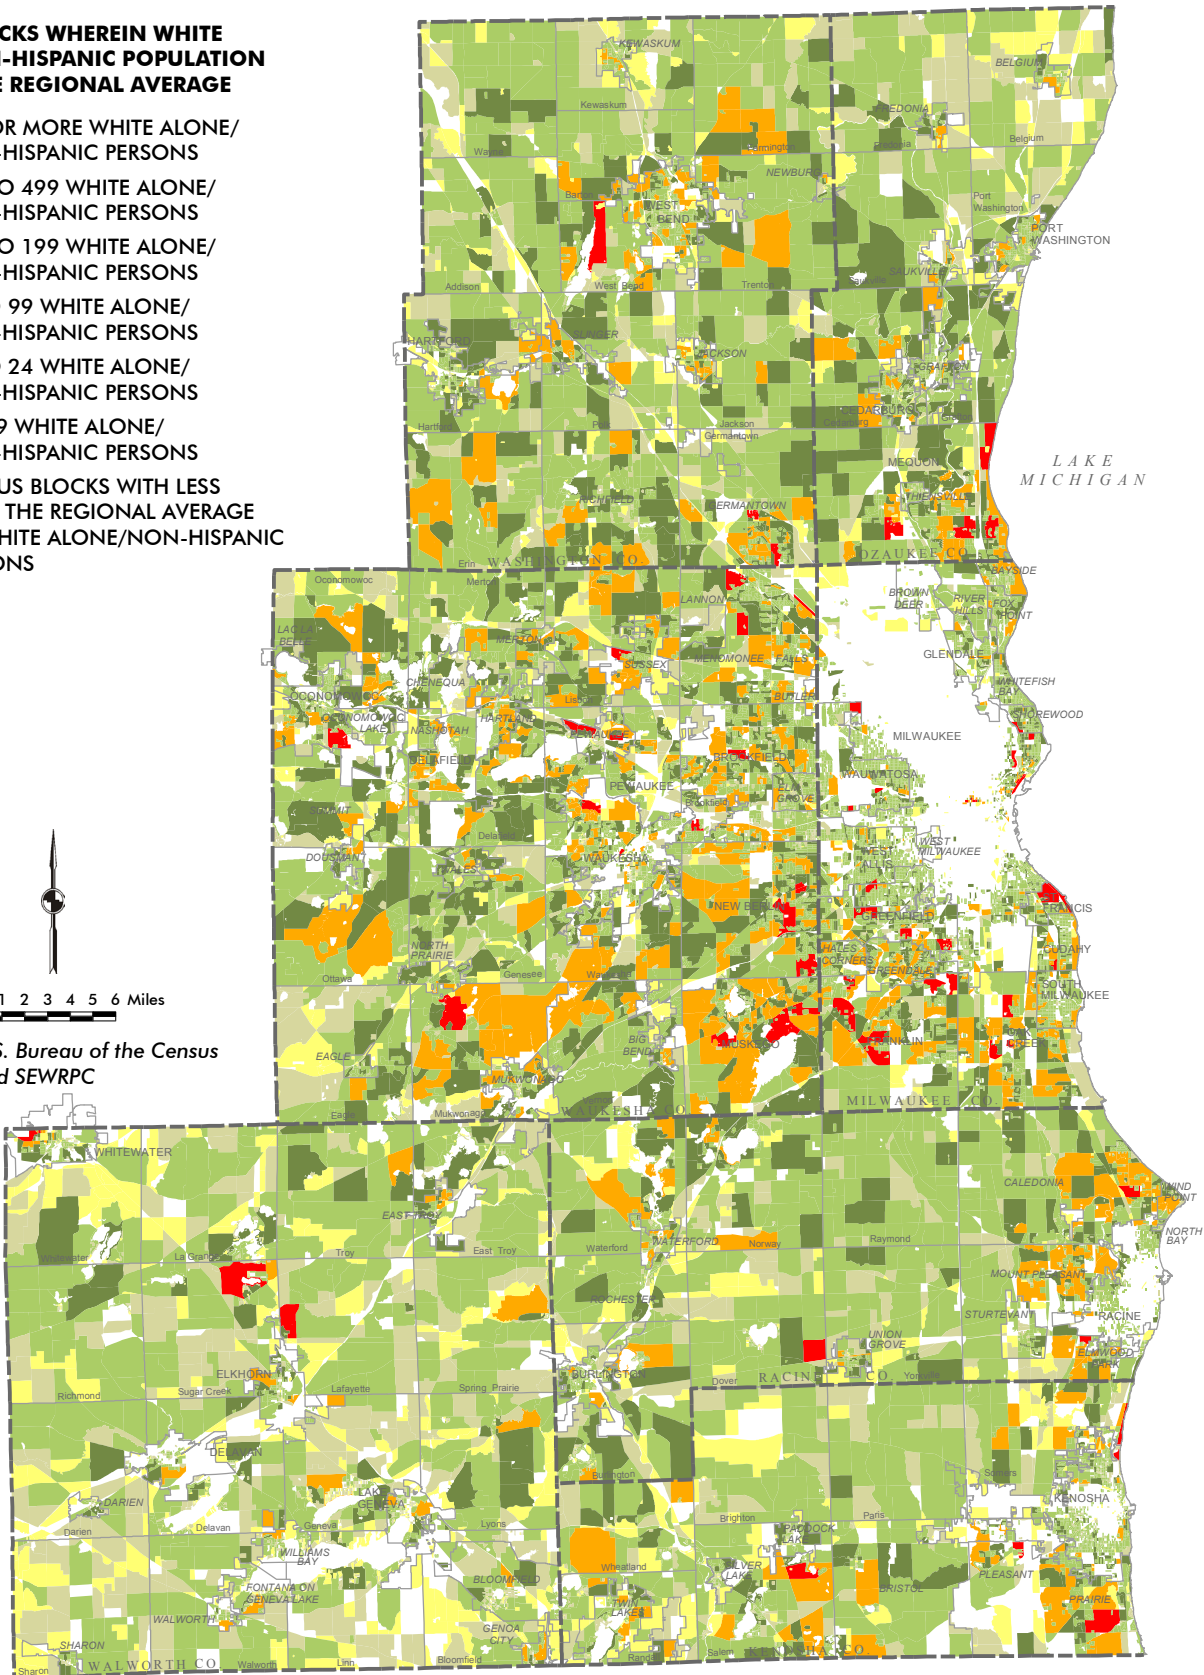 CKS WHEREIN WHITE
-HISPANIC POPULATION
E REGIONAL AVERAGE
OR MORE WHITE ALONE/
-HISPANIC PERSONS
O 499 WHITE ALONE/
-HISPANIC PERSONS
O 199 WHITE ALONE/
-HISPANIC PERSONS
99 WHITE ALONE/
-HISPANIC PERSONS
24 WHITE ALONE/
-HISPANIC PERSONS
9 WHITE ALONE/
-HISPANIC PERSONS
US BLOCKS WITH LESS
THE REGIONAL AVERAGE
HITE ALONE/NON-HISPANIC
ONS
1 2 3 4 5 6 Miles
S. Bureau of the Census
d SEWRPC
KEWASKUM
Kewaskum
Wayne
BELGIUM
FREDONIA
Fredonia
Belgium
Farmington
NEWBURG
Barton
WEST
BEND
Port
Washington
PORT
WASHINGTON
SAUKVILLE
Saukville
Addison
West Bend
Trenton
HARTFORD
SLINGER
JACKSON
GRAFTON
Grafton
CEDARBURG
Cedarburg
Hartford
Polk
Jackson
Germantown
MEQUON
THIENSVILLE
LAKE
MICHIGAN
RICHFIELD
GERMANTOWN
Erin
WASHINGTON CO.
OZAUKEE CO.
Oconomowoc
Merton
LANNON
BAYSIDE
BROWN
DEER
RIVER
HILLS
FOX
POINT
LAC LA
BELLE
MERTON
SUSSEX
MENOMONEE FALLS
GLENDALE
CHENEQUA
OCONOMOWOC
Lisbon
BUTLER
WHITEFISH
BAY
OCONOMOWOC
LAKE
NASHOTAH
HARTLAND
PEWAUKEE
SHOREWOOD
MILWAUKEE
DELAFIELD
BROOKFIELD
WAUWATOSA
PEWAUKEE
ELM
GROVE
Brookfield
SUMMIT
Delafield
DOUSMAN
WALES
WAUKESHA
WEST
ALLIS
WEST
MILWAUKEE
NEW BERLIN
GREENFIELD
FRANCIS
HALES
CORNERS
GREENDALE
CUDAHY
NORTH
PRAIRIE
Ottawa
Genesee
Waukesha
SOUTH
MILWAUKEE
EAGLE
BIG
BEND
MUSKEGO
FRANKLIN
OAK
CREEK
MUKWONAGO
Vernon
Eagle
Mukwonago
WAUKESHA CO.
MILWAUKEE CO.
WHITEWATER
CALEDONIA
WIND
POINT
EAST TROY
NORTH
BAY
Whitewater
La Grange
Troy
East Troy
Waterford
WATERFORD
Norway
Raymond
MOUNT PLEASANT
ROCHESTER
STURTEVANT
RACINE
UNION
GROVE
ELMWOOD
PARK
ELKHORN
BURLINGTON
Richmond
Sugar Creek
Lafayette
Spring Prairie
Dover
RACINE CO.
Yorkville
DELAVAN
Burlington
Somers
DARIEN
LAKE
GENEVA
KENOSHA
Darien
Delavan
Geneva
Lyons
Brighton
Paris
PADDOCK
LAKE
WILLIAMS
BAY
Wheatland
SILVER
LAKE
PLEASANT
PRAIRIE
BLOOMFIELD
BRISTOL
FONTANA ON
GENEVA LAKE
WALWORTH
TWIN
LAKES
GENOA
CITY
SHARON
Sharon
WALWORTH CO.
Walworth
Linn
Bloomfield
Randall
Salem
KENOSHA CO.